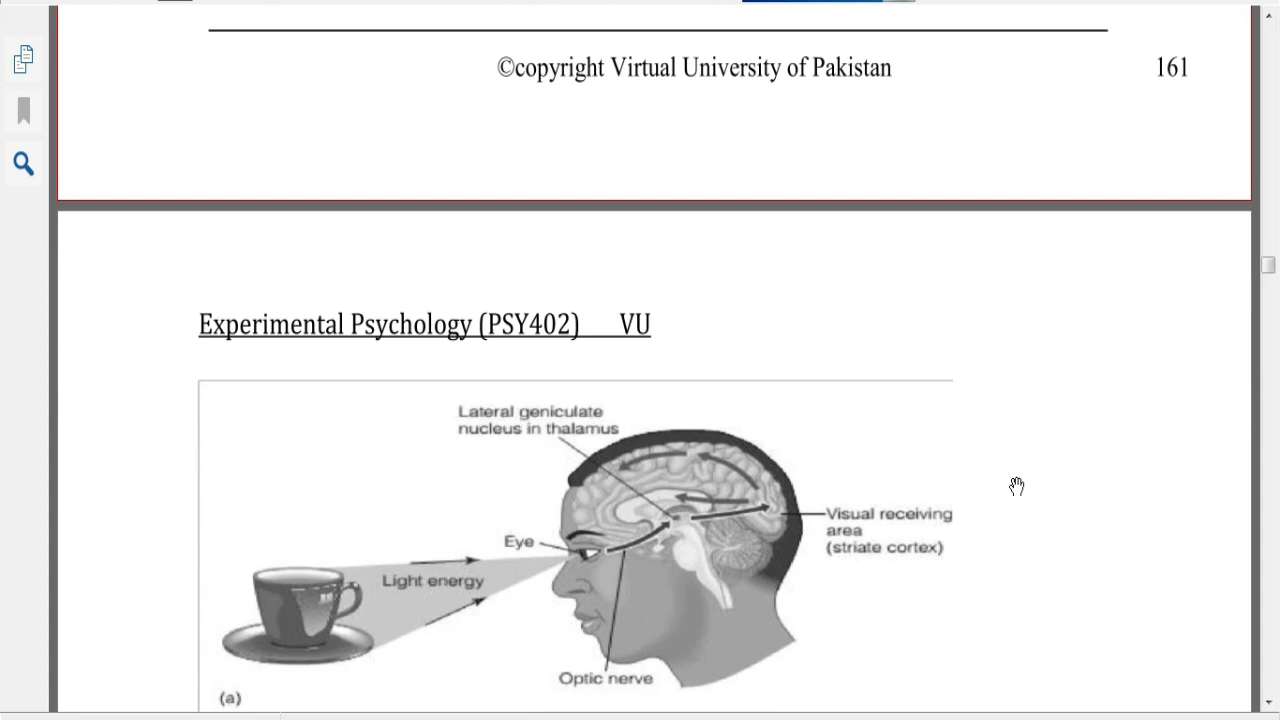 ©copyright Virtual University of Pakistan 161
Experimental Psychology (PSY402) VU
Lateral geniculate
nucleus in thalamus
Eye
Visual receiving
area
(striate cortex)
Light energy
Optic nerve
(a)